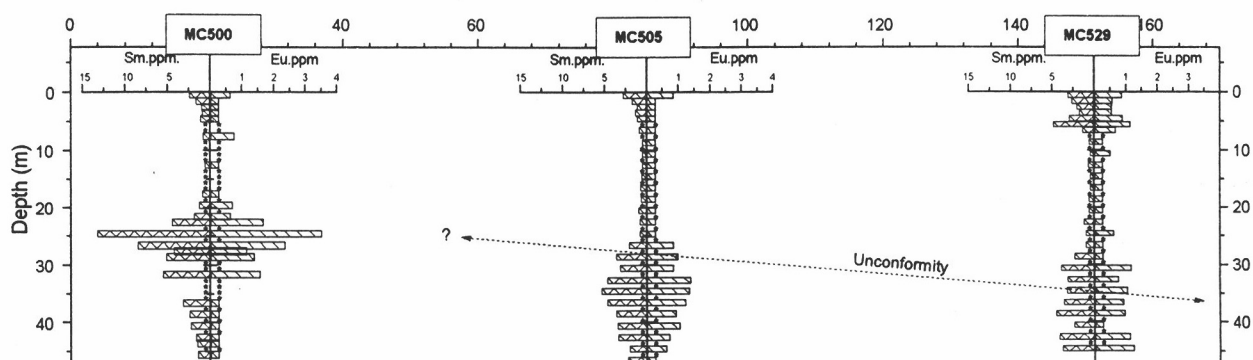 0 40 60 100 120 140 160
MC500 MC505 MC529
Sm.ppm. Eu.ppm Sm.ppm. Eu.ppm Sm.ppm. Eu.ppm
15 10 5 1 2 3 4 15 10 5 1 2 3 4 15 10 5 1 2 3
0 0
Depth (m)
10 10
20 20
? Unconformity
30 30
40 40